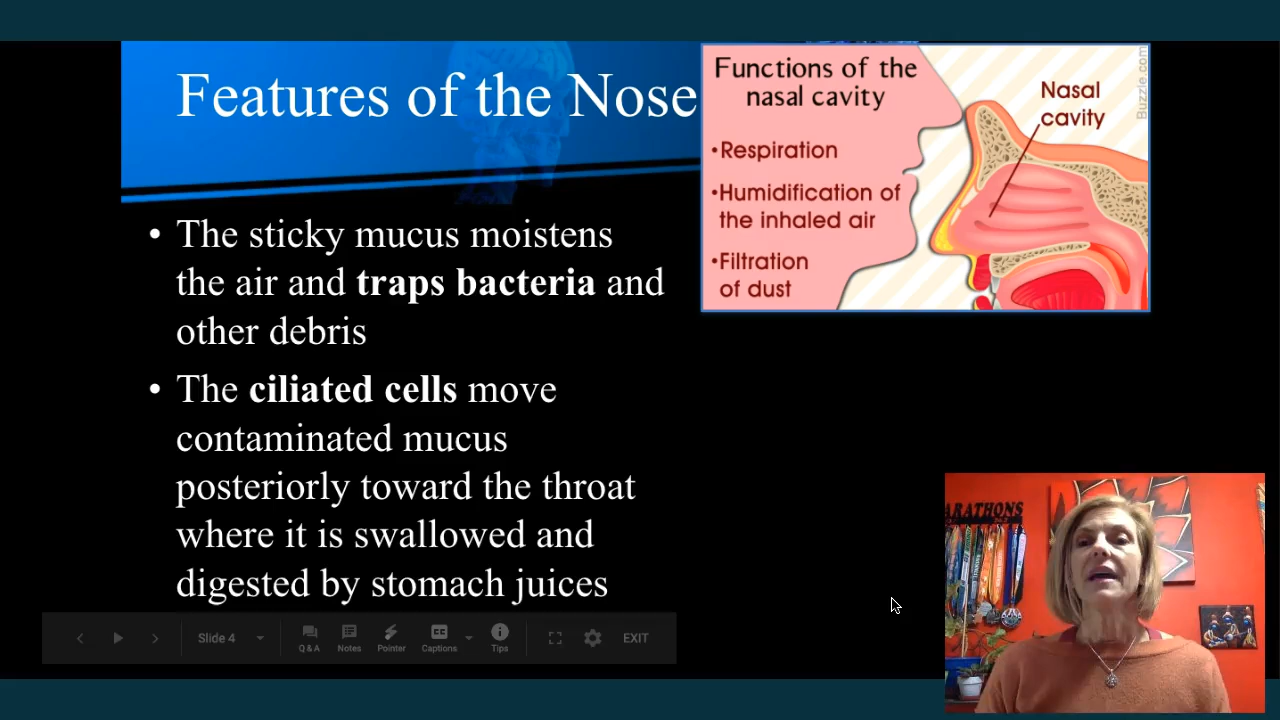 Features of the Nose
• The sticky mucus moistens
the air and traps bacteria and
other debris
• The ciliated cells move
contaminated mucus
posteriorly toward the throat
where it is swallowed and
digested by stomach juices
Functions of the
nasal cavity
•Respiration
•Humidification of
the inhaled air
•Filtration
of dust
Nasal
cavity
Buzzle.com
ARATHONS
Slide 4
Q & A
Notes
Pointer
CC
Captions
Tips
EXIT